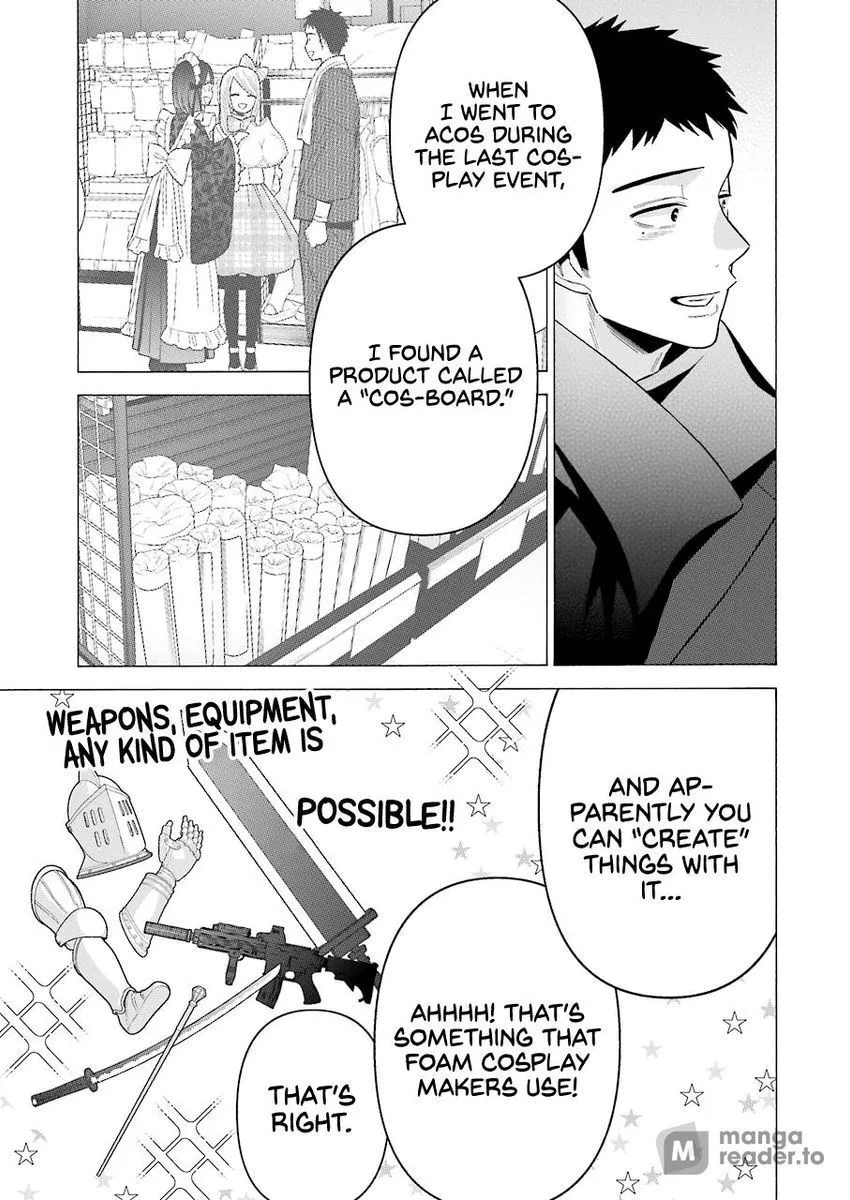 WHEN
I WENT TO
ACOS DURING
THE LAST COS-
PLAY EVENT,
I FOUND A
PRODUCT CALLED
A "COS-BOARD."
AND AP-
PARENTLY YOU
CAN "CREATE"
THINGS WITH
IT...
WEAPONS, EQUIPMENT,
ANY KIND OF ITEM IS
POSSIBLE!!
AHHHH! THAT'S
SOMETHING THAT
FOAM COSPLAY
MAKERS USE!
THAT'S
RIGHT.
M
manga
reader.to